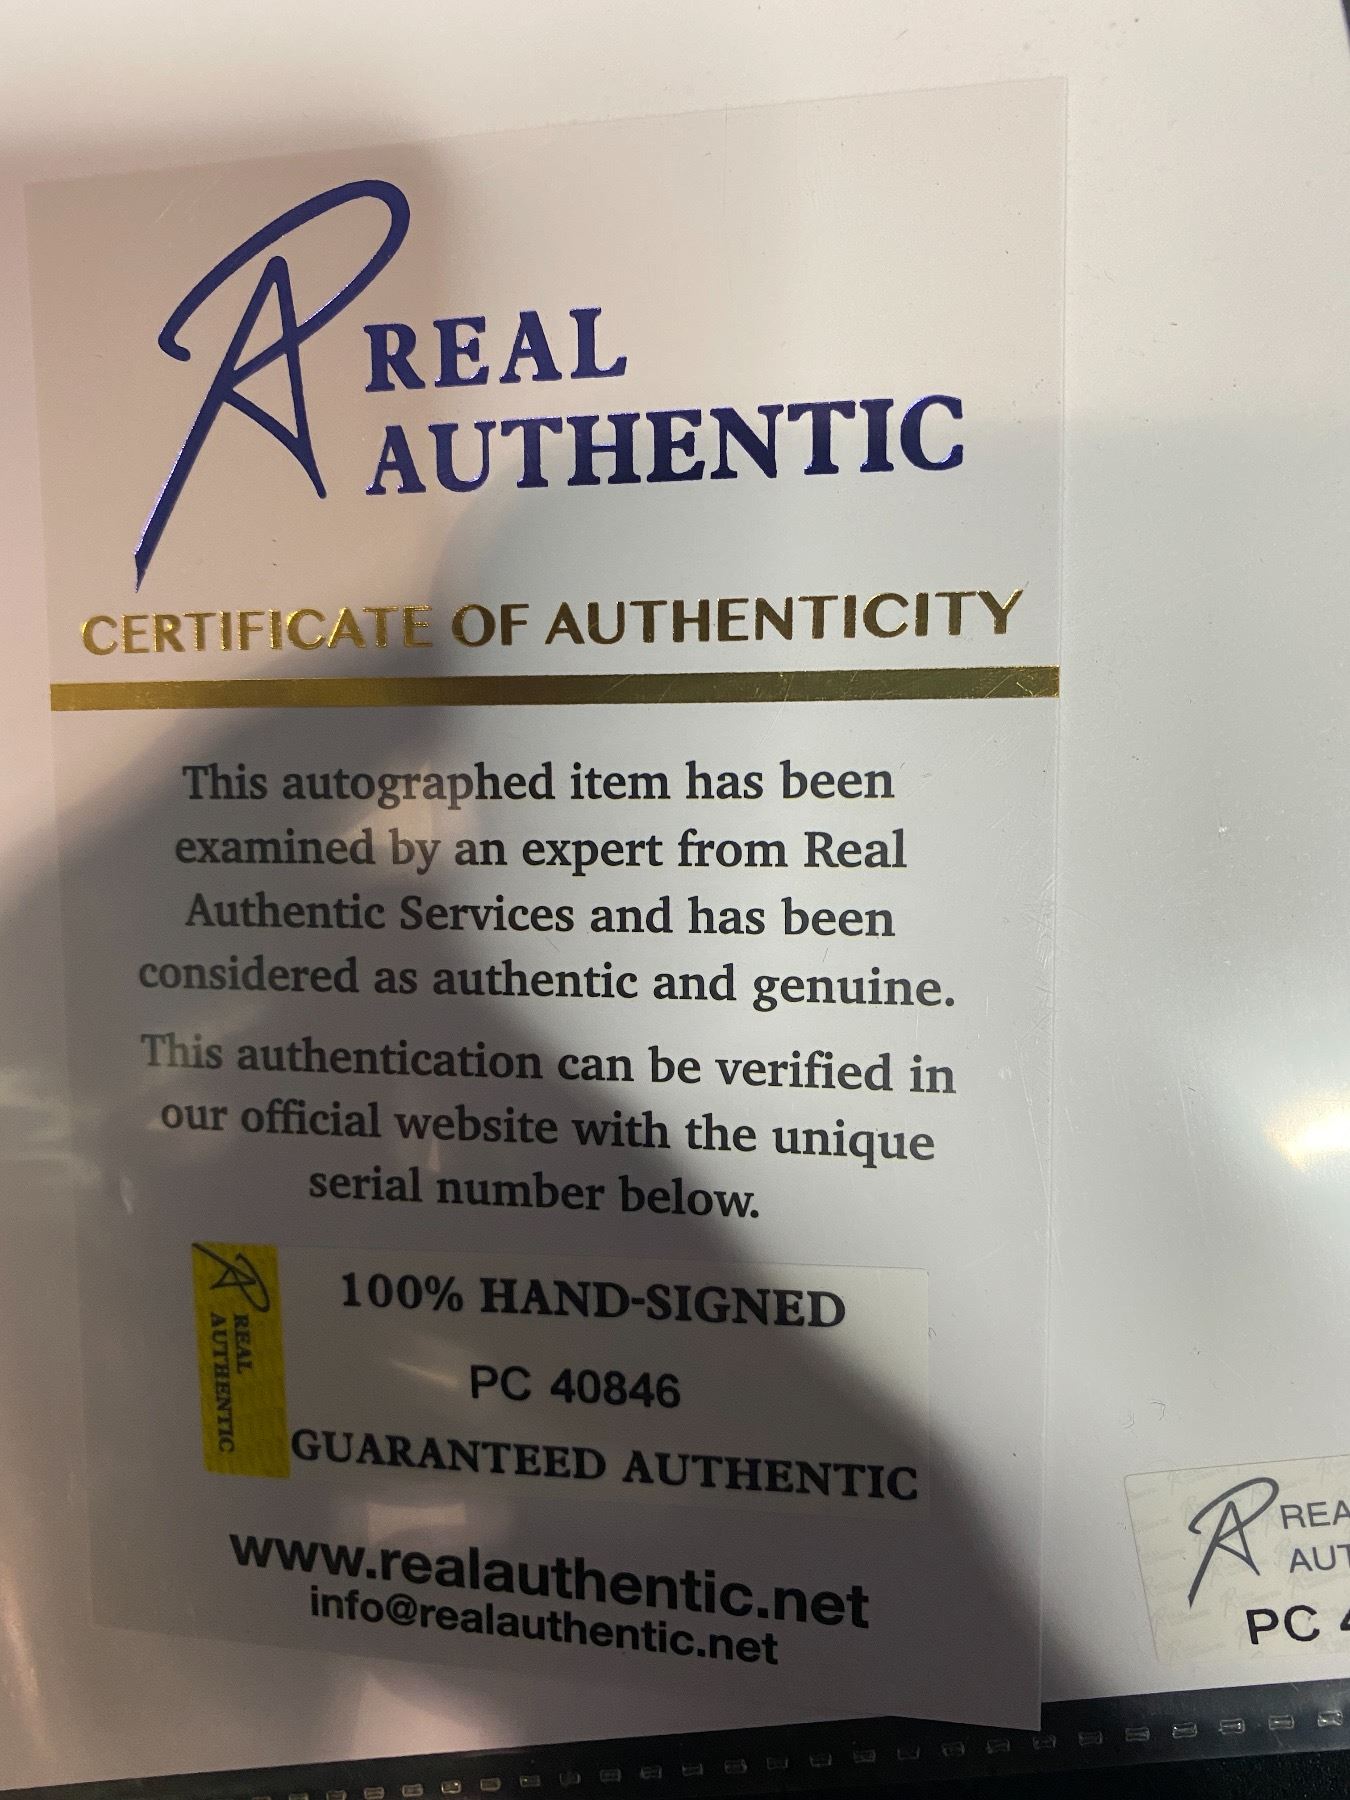 REAL
AUTHENTIC
CERTIFICATE OF AUTHENTICITY
This autographed item has been
examined by an expert from Real
Authentic Services and has been
considered as authentic and genuine.
This authentication can be verified in
our official website with the unique
serial number below.
REAL
AUTHENTIC
100% HAND-SIGNED
PC 40846
GUARANTEED AUTHENTIC
www.realauthentic.net
info@realauthentic.net
REA
AUT
PC 4